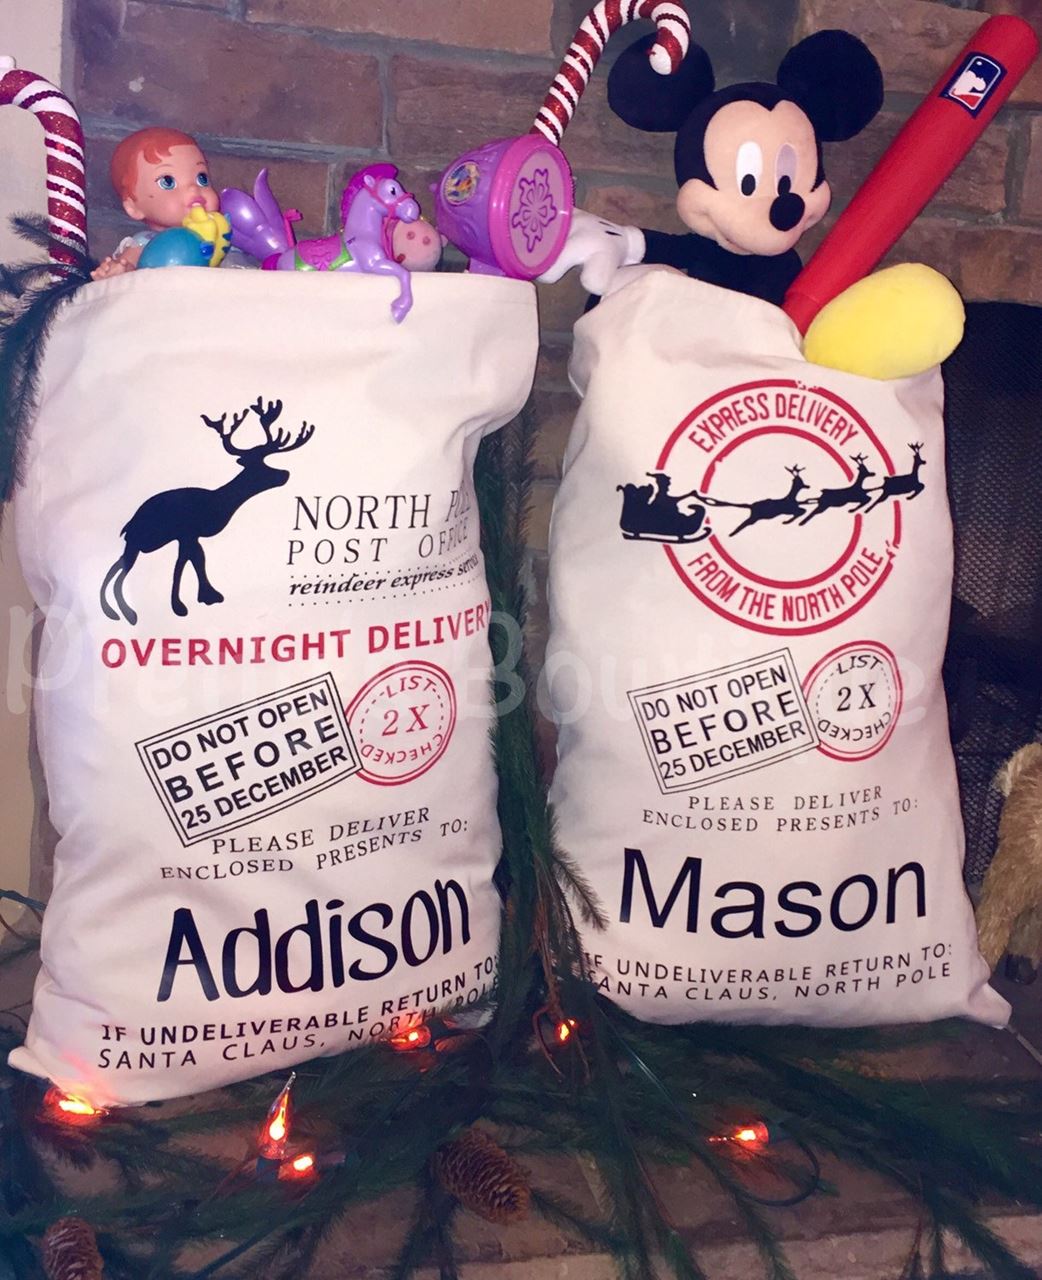 NORTH
POST OFFICE
reindeer express
OVERNIGHT DELIVERY
DO NOT OPEN
BEFORE
25 DECEMBER
LIST
2X
CHECKED
PLEASE DELIVER
ENCLOSED PRESENTS TO:
Addison
IF UNDELIVERABLE RETURN TO:
SANTA CLAUS, NORTH POLE
EXPRESS DELIVERY
FROM THE NORTH POLE
DO NOT OPEN
BEFORE
25 DECEMBER
LIST
2X
CHECKED
PLEASE DELIVER
ENCLOSED PRESENTS TO:
Mason
IF UNDELIVERABLE RETURN TO:
SANTA CLAUS, NORTH POLE